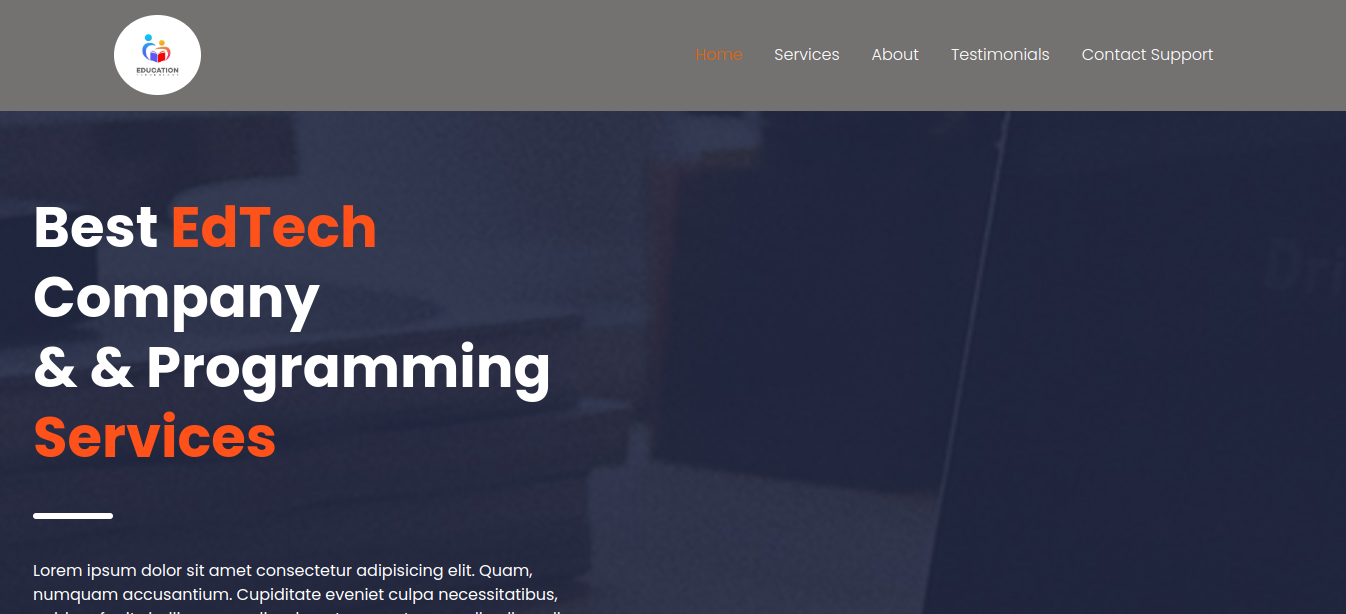 EDUCATION
Home Services About Testimonials Contact Support
Best EdTech
Company
& & Programming
Services
Dri
Lorem ipsum dolor sit amet consectetur adipisicing elit. Quam,
numquam accusantium. Cupiditate eveniet culpa necessitatibus,